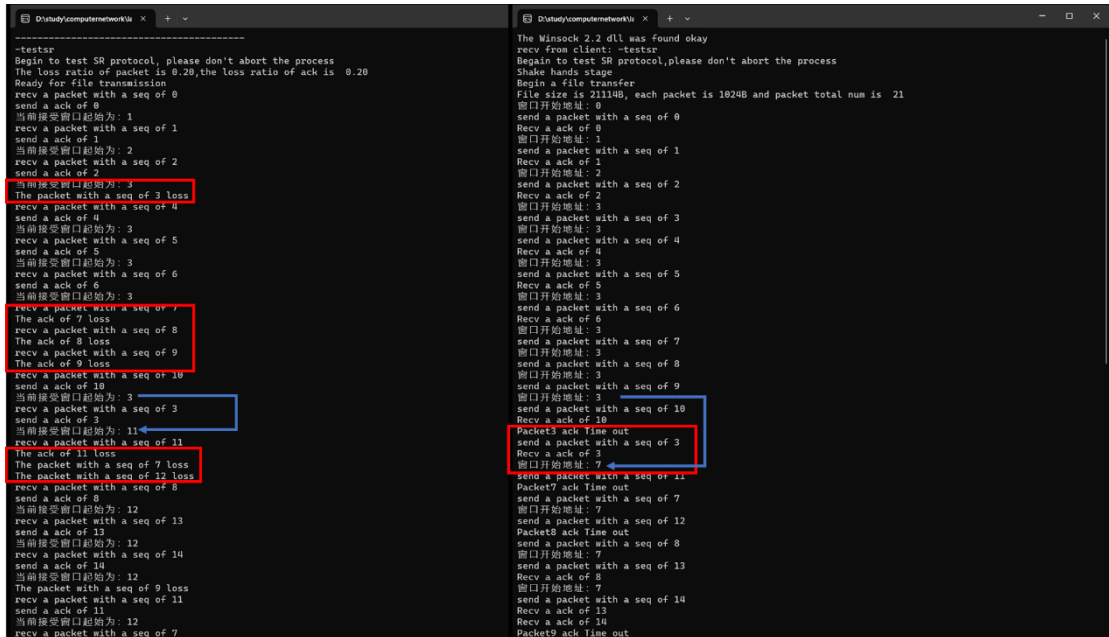 D:\study\computernetwork\la
-----------------------------------------
-testsr
Begin to test SR protocol, please don't abort the process
The loss ratio of packet is 0.20,the loss ratio of ack is 0.20
Ready for file transmission
recv a packet with a seq of 0
send a ack of 0
当前接受窗口起始为: 1
recv a packet with a seq of 1
send a ack of 1
当前接受窗口起始为: 2
recv a packet with a seq of 2
send a ack of 2
当前接受窗口起始为: 3
The packet with a seq of 3 loss
recv a packet with a seq of 4
send a ack of 4
当前接受窗口起始为: 3
recv a packet with a seq of 5
send a ack of 5
当前接受窗口起始为: 3
recv a packet with a seq of 6
send a ack of 6
当前接受窗口起始为: 3
recv a packet with a seq of 7
The ack of 7 loss
recv a packet with a seq of 8
The ack of 8 loss
recv a packet with a seq of 9
The ack of 9 loss
recv a packet with a seq of 10
send a ack of 10
当前接受窗口起始为: 3
recv a packet with a seq of 3
send a ack of 3
当前接受窗口起始为: 11
recv a packet with a seq of 11
The ack of 11 loss
The packet with a seq of 7 loss
The packet with a seq of 12 loss
recv a packet with a seq of 8
send a ack of 8
当前接受窗口起始为: 12
recv a packet with a seq of 13
send a ack of 13
当前接受窗口起始为: 12
recv a packet with a seq of 14
send a ack of 14
当前接受窗口起始为: 12
The packet with a seq of 9 loss
recv a packet with a seq of 11
send a ack of 11
当前接受窗口起始为: 12
recv a packet with a seq of 7
D:\study\computernetwork\la
The Winsock 2.2 dll was found okay
recv from client: -testsr
Begain to test SR protocol,please don't abort the process
Shake hands stage
Begin a file transfer
File size is 21114B, each packet is 1024B and packet total num is 21
窗口开始地址: 0
send a packet with a seq of 0
Recv a ack of 0
窗口开始地址: 1
send a packet with a seq of 1
Recv a ack of 1
窗口开始地址: 2
send a packet with a seq of 2
Recv a ack of 2
窗口开始地址: 3
send a packet with a seq of 3
窗口开始地址: 3
send a packet with a seq of 4
Recv a ack of 4
窗口开始地址: 3
send a packet with a seq of 5
Recv a ack of 5
窗口开始地址: 3
send a packet with a seq of 6
Recv a ack of 6
窗口开始地址: 3
send a packet with a seq of 7
窗口开始地址: 3
send a packet with a seq of 8
窗口开始地址: 3
send a packet with a seq of 9
窗口开始地址: 3
send a packet with a seq of 10
Recv a ack of 10
Packet3 ack Time out
send a packet with a seq of 3
Recv a ack of 3
窗口开始地址: 7
send a packet with a seq of 11
Packet7 ack Time out
send a packet with a seq of 7
窗口开始地址: 7
send a packet with a seq of 12
Packet8 ack Time out
send a packet with a seq of 8
窗口开始地址: 7
send a packet with a seq of 13
Recv a ack of 8
窗口开始地址: 7
send a packet with a seq of 14
Recv a ack of 13
Recv a ack of 14
Packet9 ack Time out